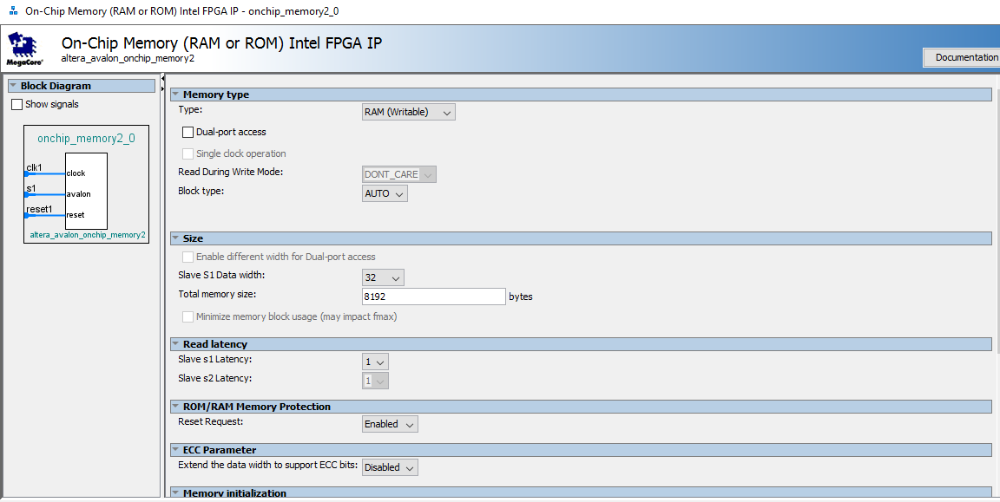 On-Chip Memory (RAM or ROM) Intel FPGA IP - onchip_memory2_0
On-Chip Memory (RAM or ROM) Intel FPGA IP
altera_avalon_onchip_memory2
MegaCore®
Documentation
Block Diagram
Show signals
onchip_memory2_0
clk1
clock
s1
avalon
reset1
reset
altera_avalon_onchip_memory2
Memory type
Type: RAM (Writable)
Dual-port access
Single clock operation
Read During Write Mode: DONT_CARE
Block type: AUTO
Size
Enable different width for Dual-port access
Slave S1 Data width: 32
Total memory size: 8192 bytes
Minimize memory block usage (may impact fmax)
Read latency
Slave s1 Latency: 1
Slave s2 Latency: 1
ROM/RAM Memory Protection
Reset Request: Enabled
ECC Parameter
Extend the data width to support ECC bits: Disabled
Memory initialization